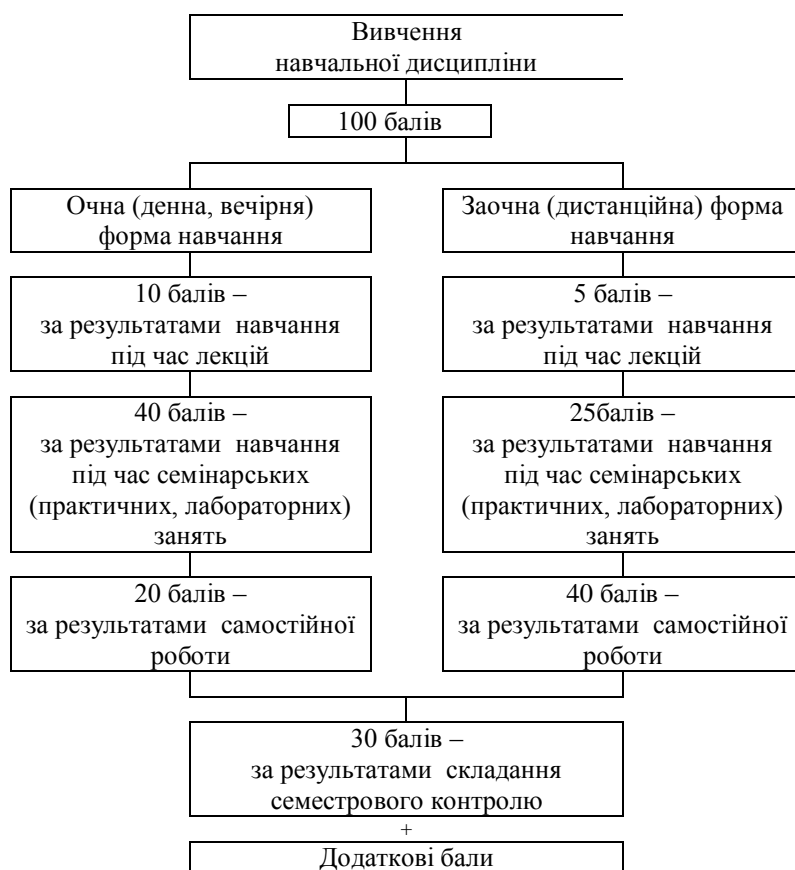 Вивчення
навчальної дисципліни
100 балів
Очна (денна, вечірня)
форма навчання
Заочна (дистанційна) форма
навчання
10 балів –
за результатами навчання
під час лекцій
5 балів –
за результатами навчання
під час лекцій
40 балів –
за результатами навчання
під час семінарських
(практичних, лабораторних)
занять
25балів–
за результатами навчання
під час семінарських
(практичних, лабораторних)
занять
20 балів –
за результатами самостійної
роботи
40 балів –
за результатами самостійної
роботи
30 балів –
за результатами складання
семестрового контролю
+
Додаткові бали